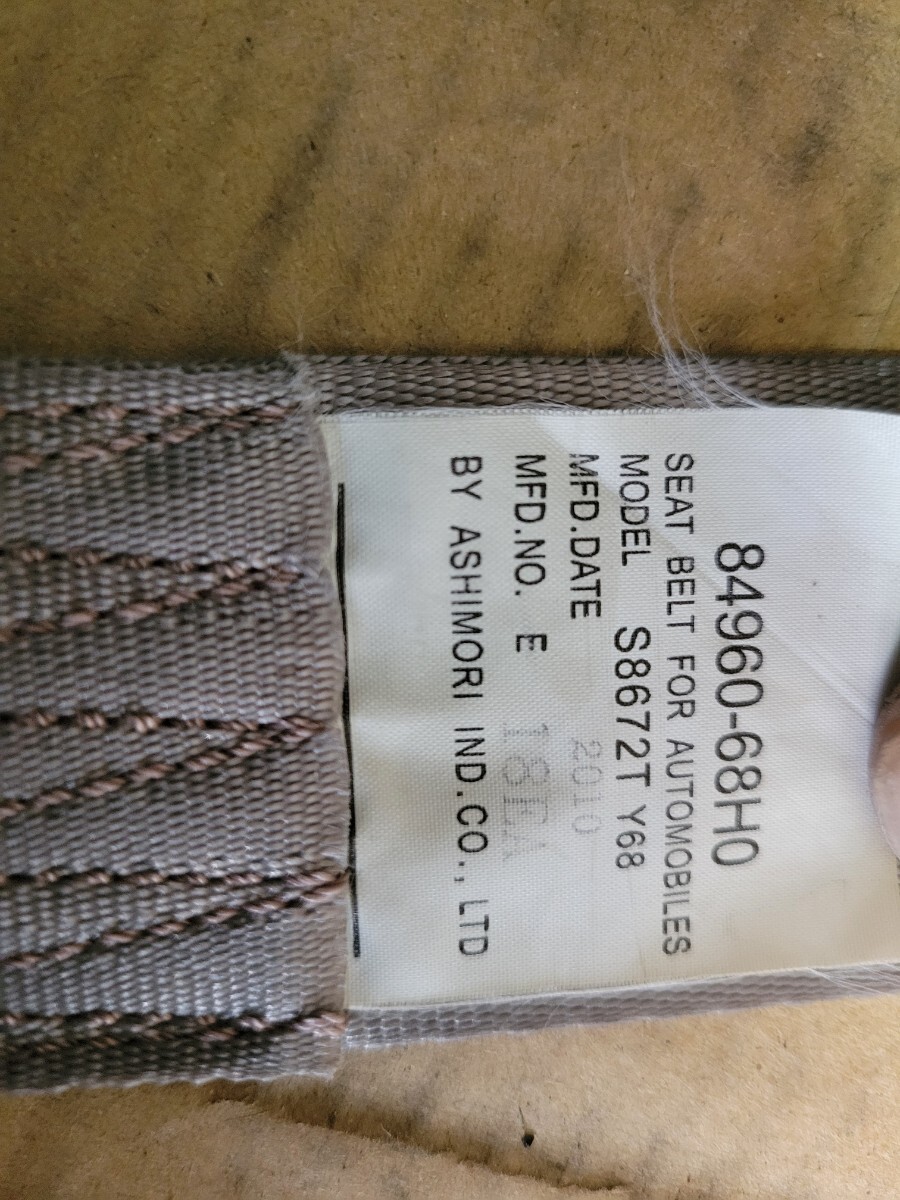 84960-68H0
SEAT BELT FOR AUTOMOBILES
MODEL S8672T Y68
MFD.DATE 2010
MFD.NO. E 18EA
BY ASHIMORI IND.CO., LTD